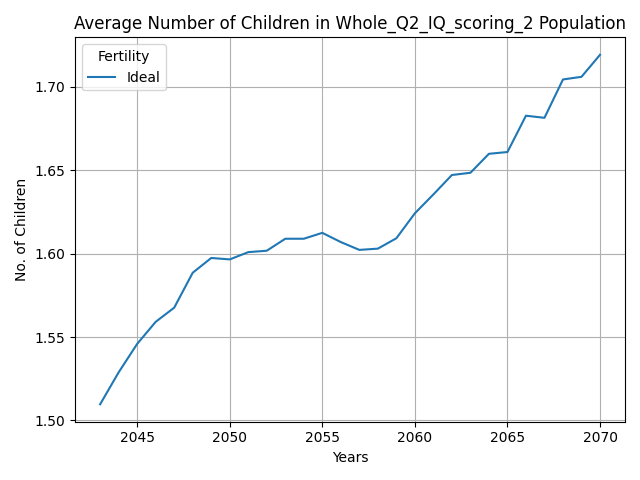 Average Number of Children in Whole_Q2_IQ_scoring_2 Population
Fertility
Ideal
No. of Children
1.70
1.65
1.60
1.55
1.50
2045
2050
2055
2060
2065
2070
Years